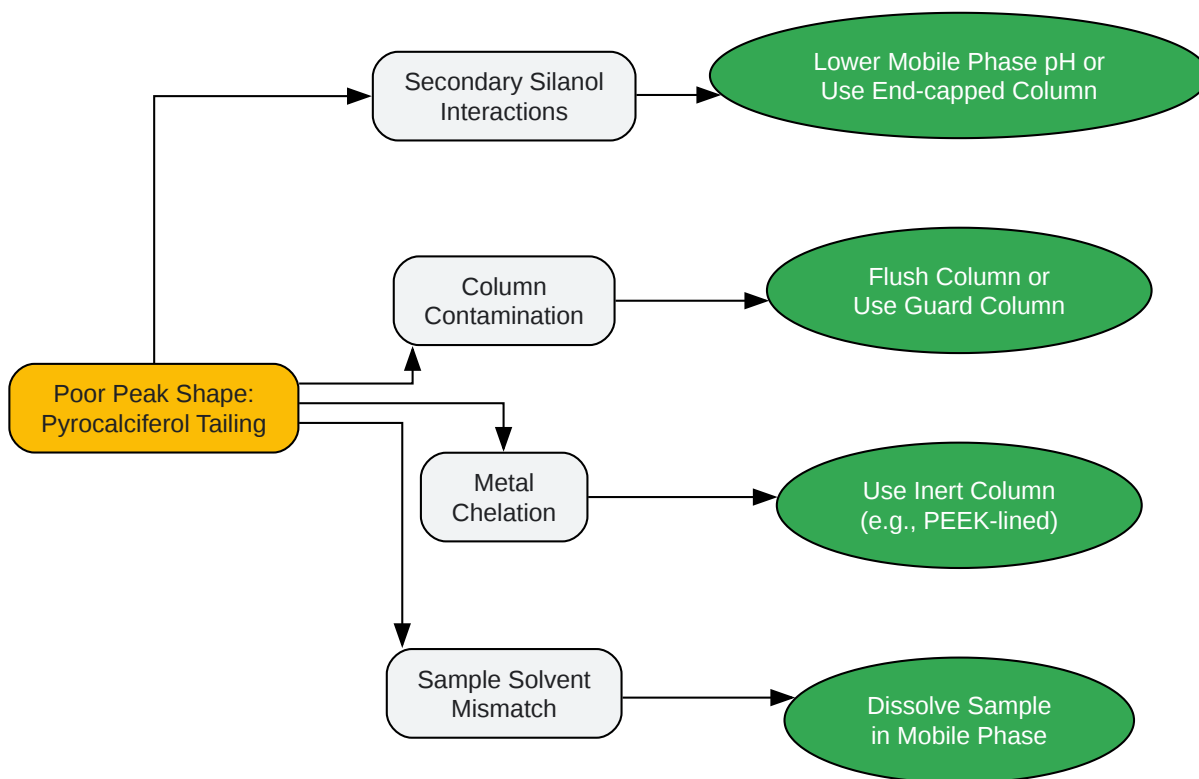 Secondary Silanol
Interactions
Lower Mobile Phase pH or
Use End-capped Column
Column
Contamination
Flush Column or
Use Guard Column
Poor Peak Shape:
Pyrocalciferol Tailing
Metal
Chelation
Use Inert Column
(e.g., PEEK-lined)
Sample Solvent
Mismatch
Dissolve Sample
in Mobile Phase